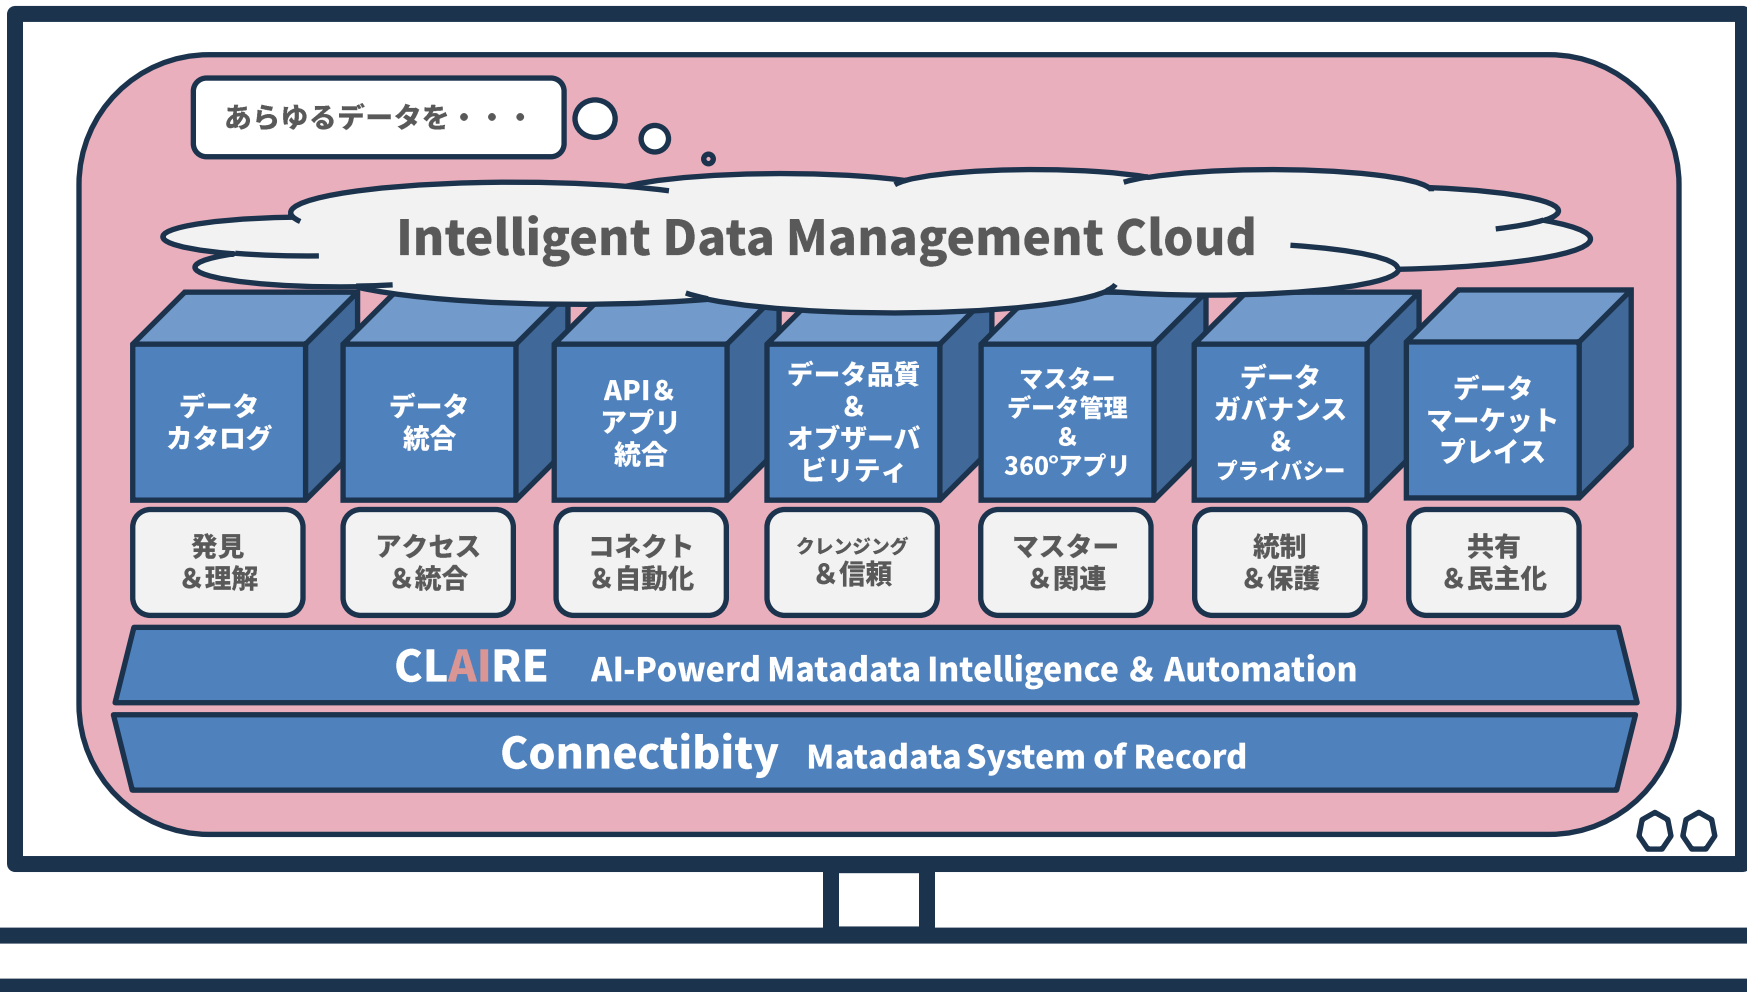 あらゆるデータを・・・
Intelligent Data Management Cloud
データ
カタログ
データ
統合
API＆
アプリ
統合
データ品質
＆
オブザーバ
ビリティ
マスター
データ管理
＆
360°アプリ
データ
ガバナンス
＆
プライバシー
データ
マーケット
プレイス
発見
＆理解
アクセス
＆統合
コネクト
＆自動化
クレンジング
＆信頼
マスター
＆関連
統制
＆保護
共有
＆民主化
CLAIRE AI-Powerd Matadata Intelligence ＆ Automation
Connectibity Matadata System of Record